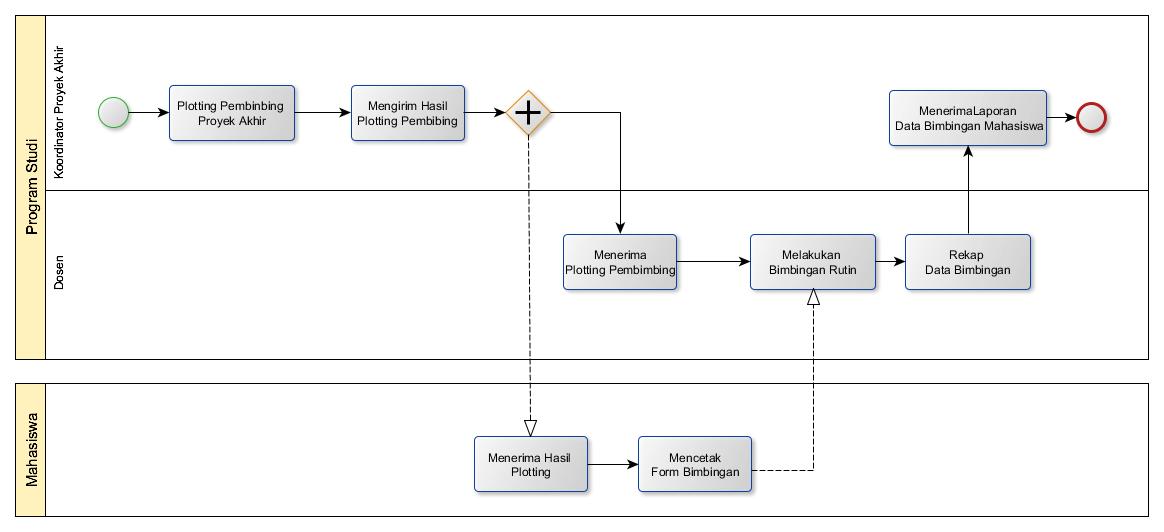 Program Studi
Koordinator Proyek Akhir
Plotting Pembinbing
Proyek Akhir
Mengirim Hasil
Plotting Pembibing
MenerimaLaporan
Data Bimbingan Mahasiswa
Dosen
Menerima
Plotting Pembimbing
Melakukan
Bimbingan Rutin
Rekap
Data Bimbingan
Mahasiswa
Menerima Hasil
Plotting
Mencetak
Form Bimbingan